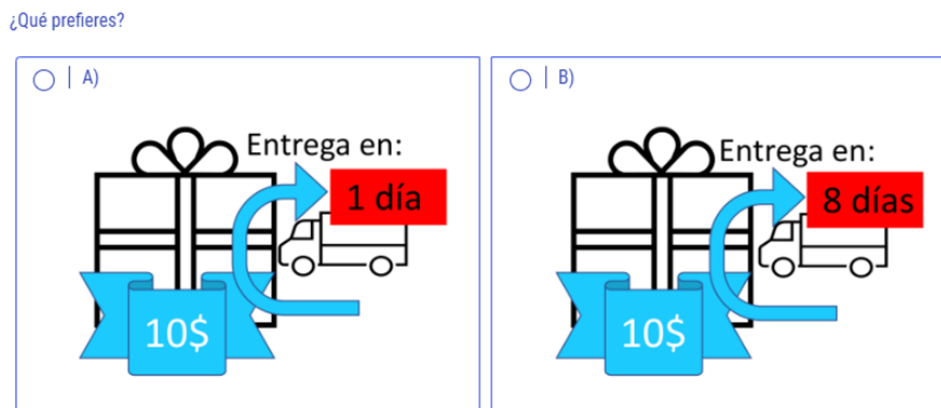 ¿Qué prefieres?
| A)
Entrega en:
1 día
10$
| B)
Entrega en:
8 días
10$